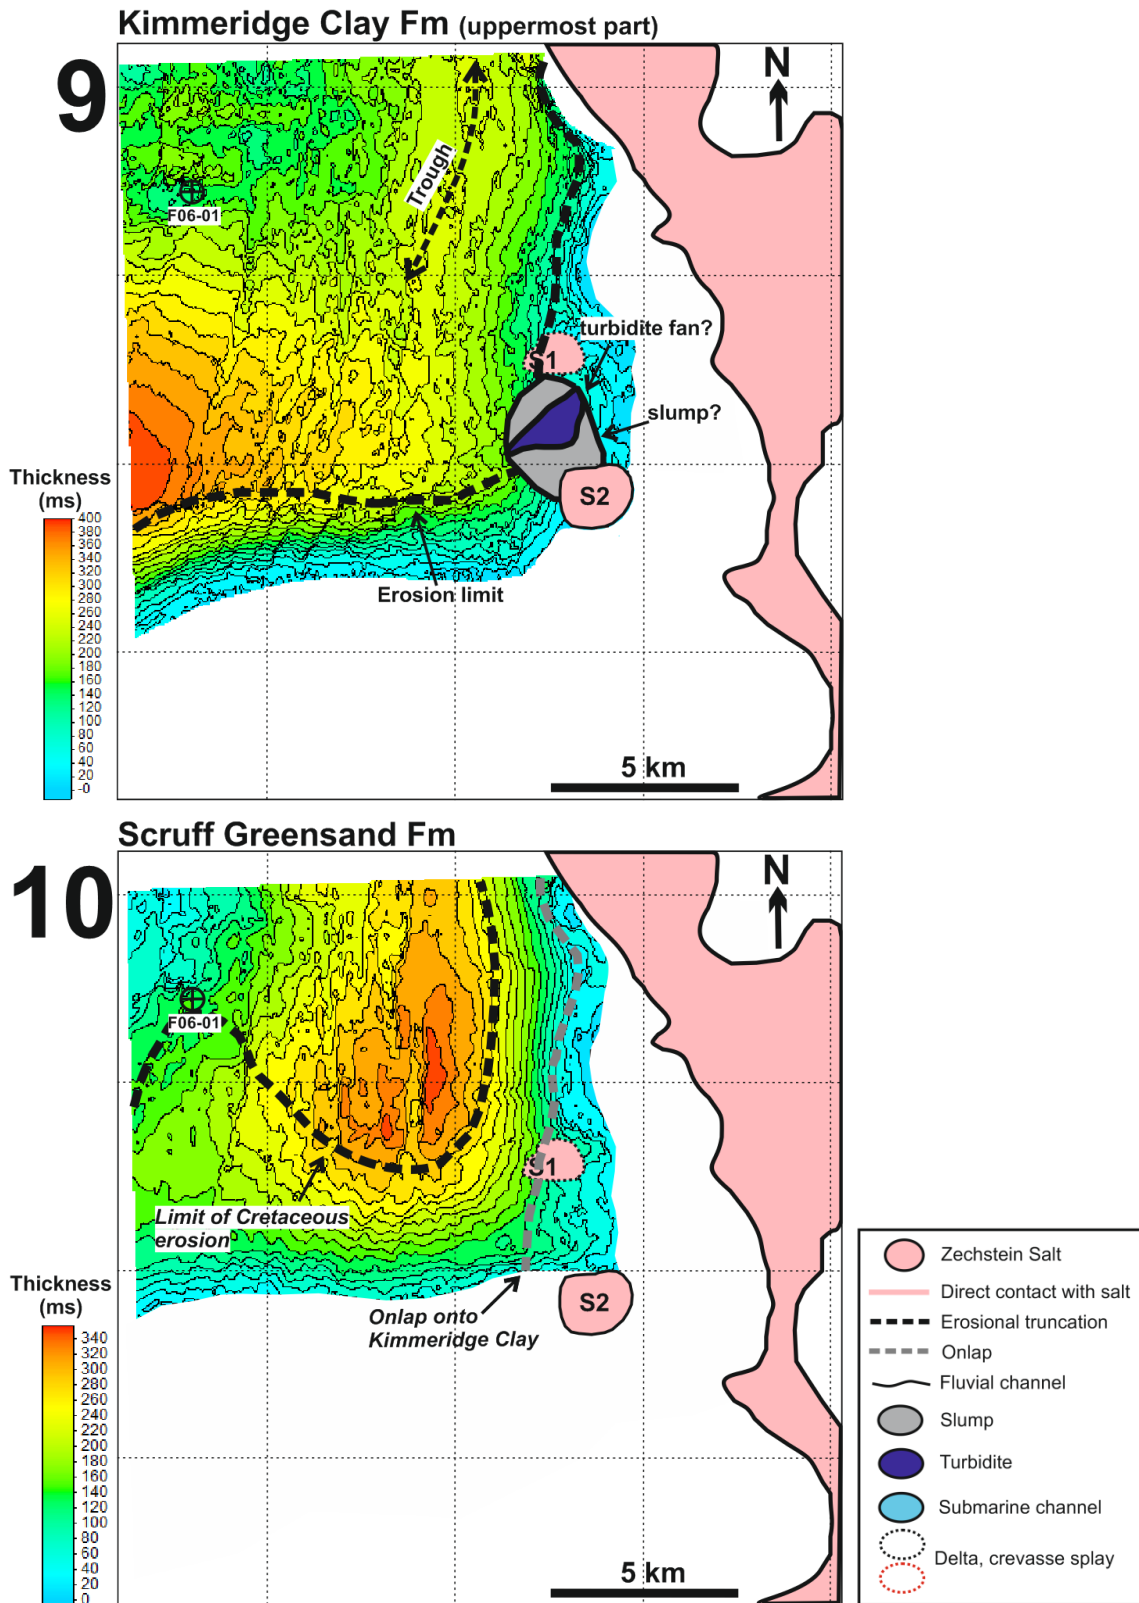 Kimmeridge Clay Fm (uppermost part)
9
N
Trough
F06-01
turbidite fan?
S1
slump?
S2
Erosion limit
Thickness
(ms)
400
380
360
340
320
300
280
260
240
220
200
180
160
140
120
100
80
60
40
20
-0
5 km
Scruff Greensand Fm
10
N
F06-01
S1
Limit of Cretaceous
erosion
S2
Onlap onto
Kimmeridge Clay
Thickness
(ms)
340
320
300
280
260
240
220
200
180
160
140
120
100
80
60
40
20
0
5 km
Zechstein Salt
Direct contact with salt
Erosional truncation
Onlap
Fluvial channel
Slump
Turbidite
Submarine channel
Delta, crevasse splay